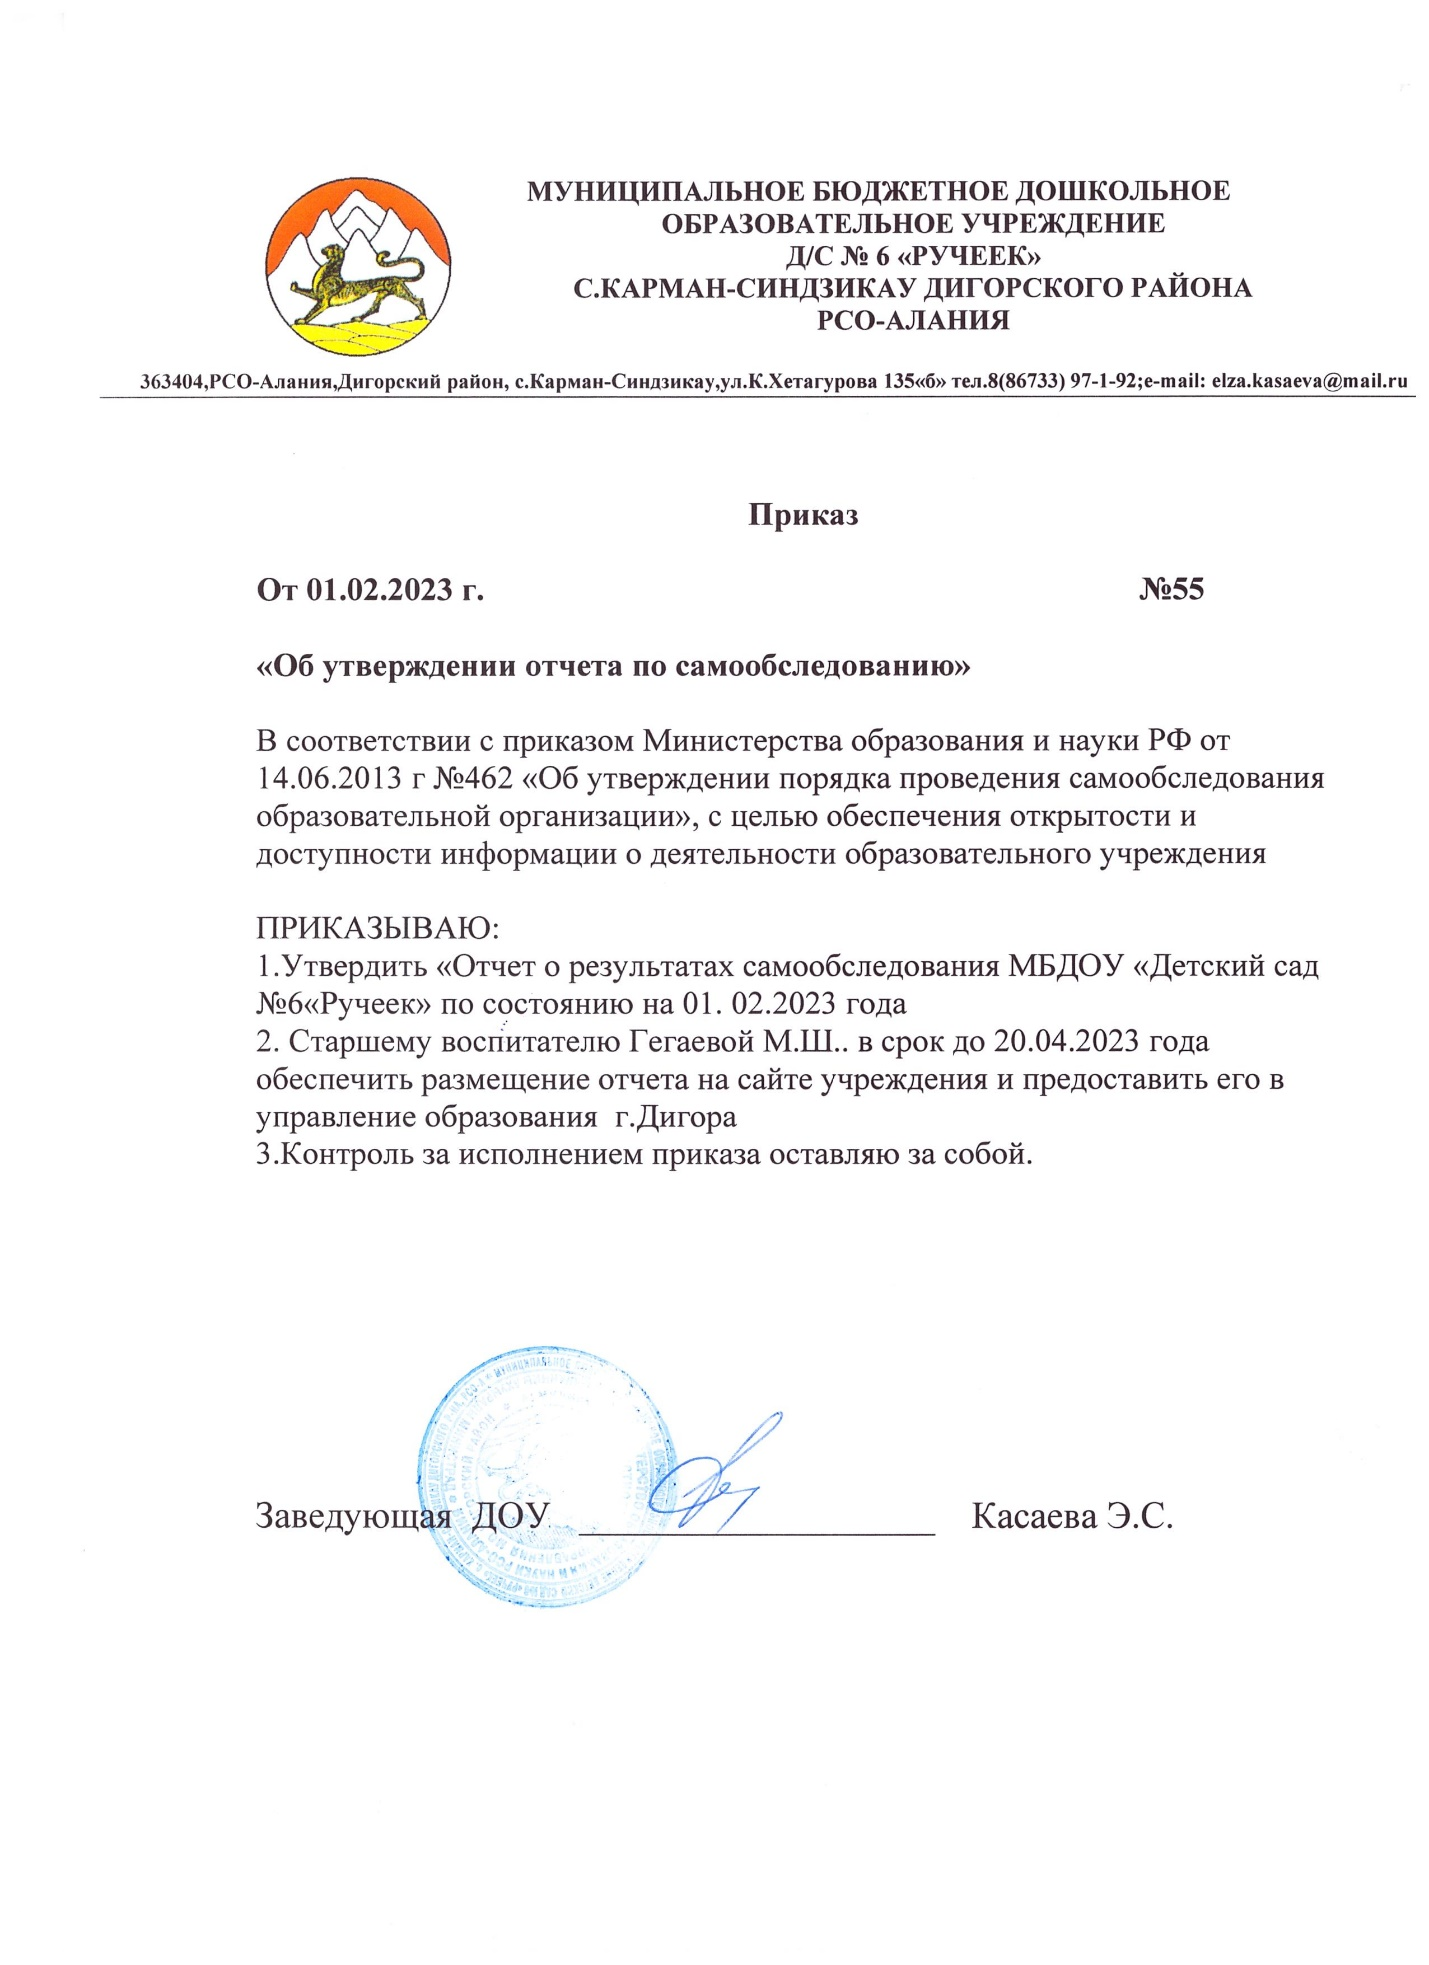 МУНИЦИПАЛЬНОЕ БЮДЖЕТНОЕ ДОШКОЛЬНОЕ
ОБРАЗОВАТЕЛЬНОЕ УЧРЕЖДЕНИЕ
Д/С № 6 «РУЧЕЕК»
С.КАРМАН-СИНДЗИКАУ ДИГОРСКОГО РАЙОНА
РСО-АЛАНИЯ
363404,РСО-Алания,Дигорский район, с.Карман-Синдзикау,ул.К.Хетагурова 135«б» тел.8(86733) 97-1-92;e-mail: elza.kasaeva@mail.ru
Приказ
От 01.02.2023 г. №55
«Об утверждении отчета по самообследованию»
В соответствии с приказом Министерства образования и науки РФ от
14.06.2013 г №462 «Об утверждении порядка проведения самообследования
образовательной организации», с целью обеспечения открытости и
доступности информации о деятельности образовательного учреждения
ПРИКАЗЫВАЮ:
1.Утвердить «Отчет о результатах самообследования МБДОУ «Детский сад
№6«Ручеек» по состоянию на 01. 02.2023 года
2. Старшему воспитателю Гегаевой М.Ш.. в срок до 20.04.2023 года
обеспечить размещение отчета на сайте учреждения и предоставить его в
управление образования г.Дигора
3.Контроль за исполнением приказа оставляю за собой.
Заведующая ДОУ ____________________ Касаева Э.С.